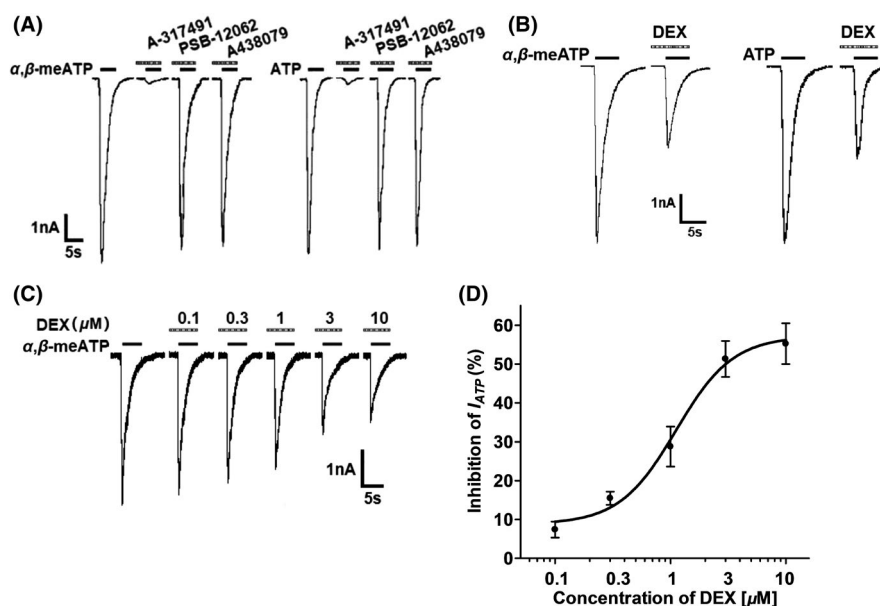 (A)
A-317491
PSB-12062
A438079
α,β-meATP
A-317491
PSB-12062
A438079
ATP
1nA
5s
(B)
DEX
DEX
α,β-meATP
ATP
1nA
5s
(C)
DEX(μM) 0.1 0.3 1 3 10
α,β-meATP
1nA
5s
(D)
Inhibition of I_ATP (%)
60
50
40
30
20
10
0
0.1 0.3 1 3 10
Concentration of DEX [μM]